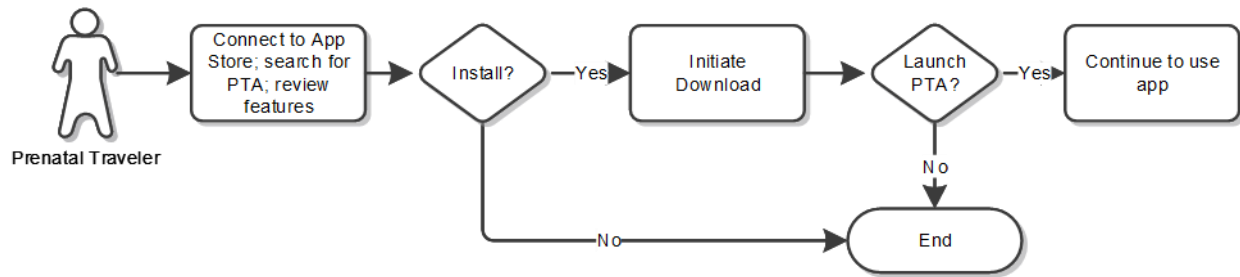 Connect to App
Store; search for
PTA; review
features
Install?
Yes
Initiate
Download
Launch
PTA?
Yes
Continue to use
app
Prenatal Traveler
No
No
End